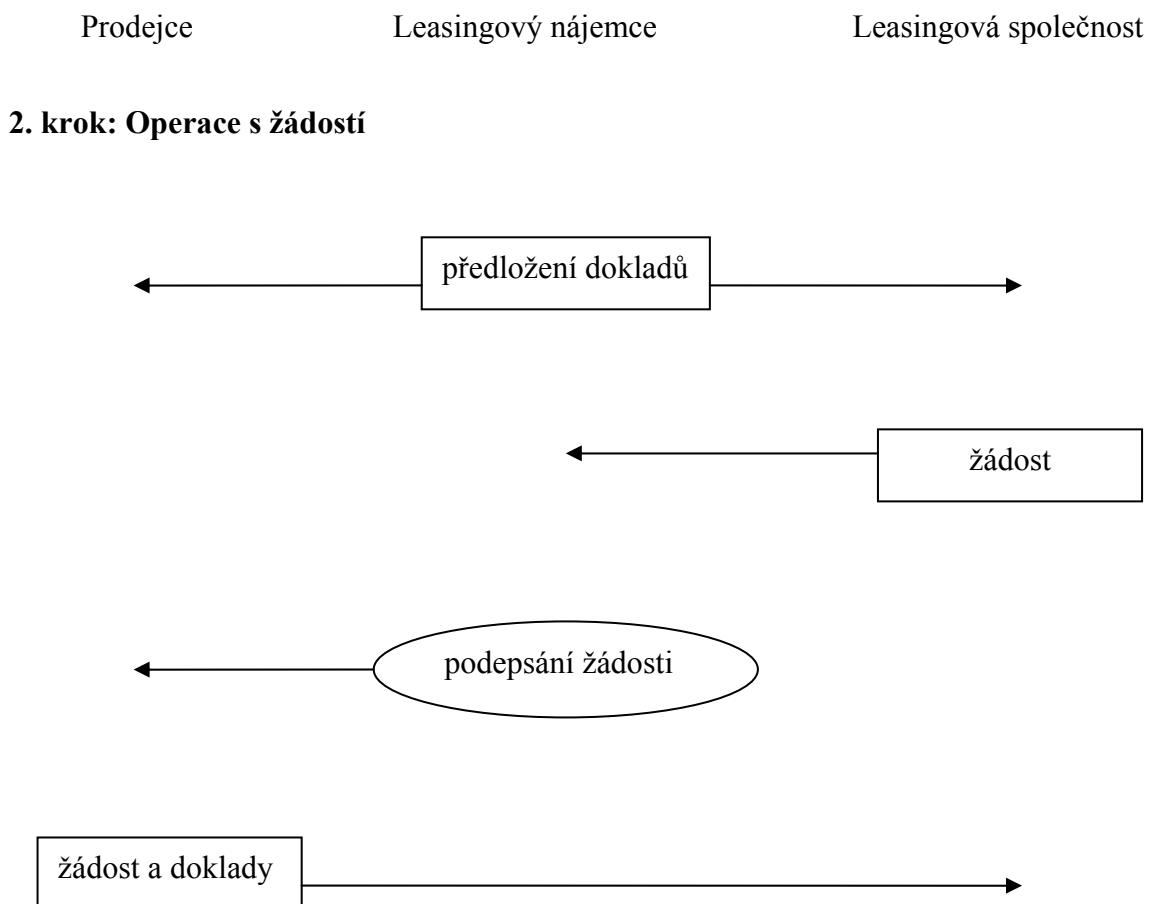 Prodejce Leasingový nájemce Leasingová společnost
2. krok: Operace s žádostí
předložení dokladů
žádost
podepsání žádosti
žádost a doklady